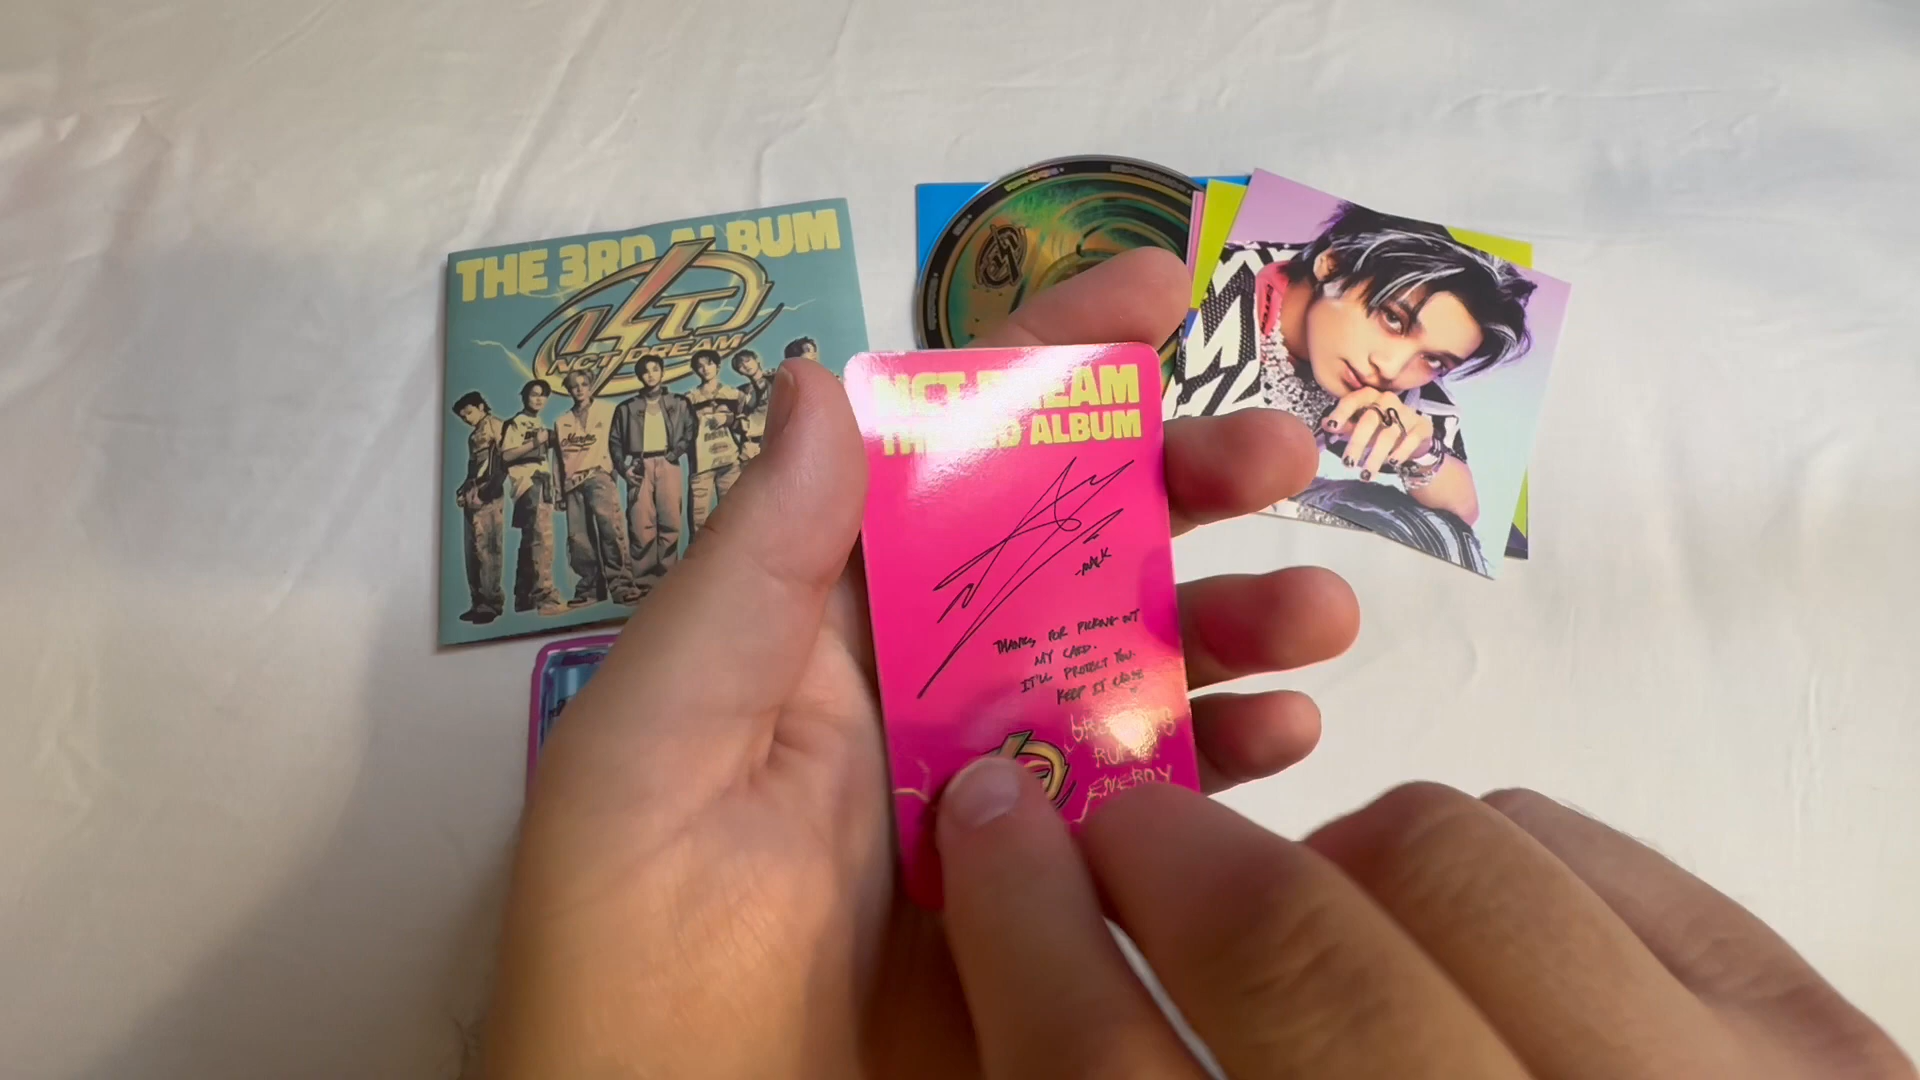 THE 3RD ALBUM
NCT DREAM
NCT DREAM
THE 3RD ALBUM
-MARK
THANKS FOR PICKING OUT
MY CARD.
IT'LL PROTECT YOU.
KEEP IT CLOSE
ENERGY